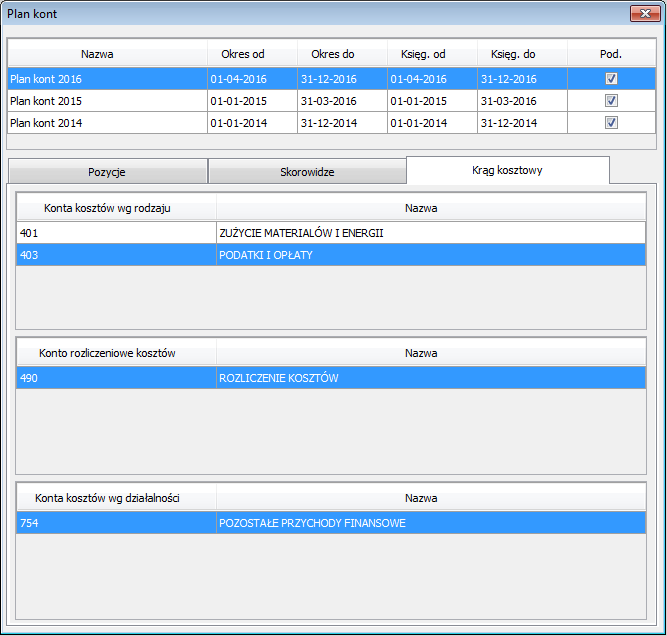 Plan kont
Nazwa Okres od Okres do Księg. od Księg. do Pod.
Plan kont 2016 01-04-2016 31-12-2016 01-04-2016 31-12-2016
Plan kont 2015 01-01-2015 31-03-2016 01-01-2015 31-03-2016
Plan kont 2014 01-01-2014 31-12-2014 01-01-2014 31-12-2014
Pozycje Skorowidze Krąg kosztowy
Konta kosztów wg rodzaju Nazwa
401 ZUŻYCIE MATERIALÓW I ENERGII
403 PODATKI I OPŁATY
Konto rozliczeniowe kosztów Nazwa
490 ROZLICZENIE KOSZTÓW
Konta kosztów wg działalności Nazwa
754 POZOSTAŁE PRZYCHODY FINANSOWE